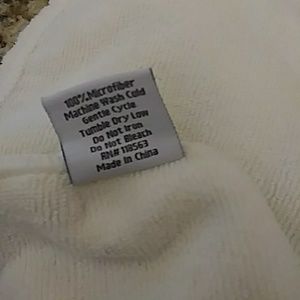 100% Microfiber
Machine Wash Cold
Gentle Cycle
Tumble Dry Low
Do Not Iron
Do Not Bleach
RN# 118563
Made in China